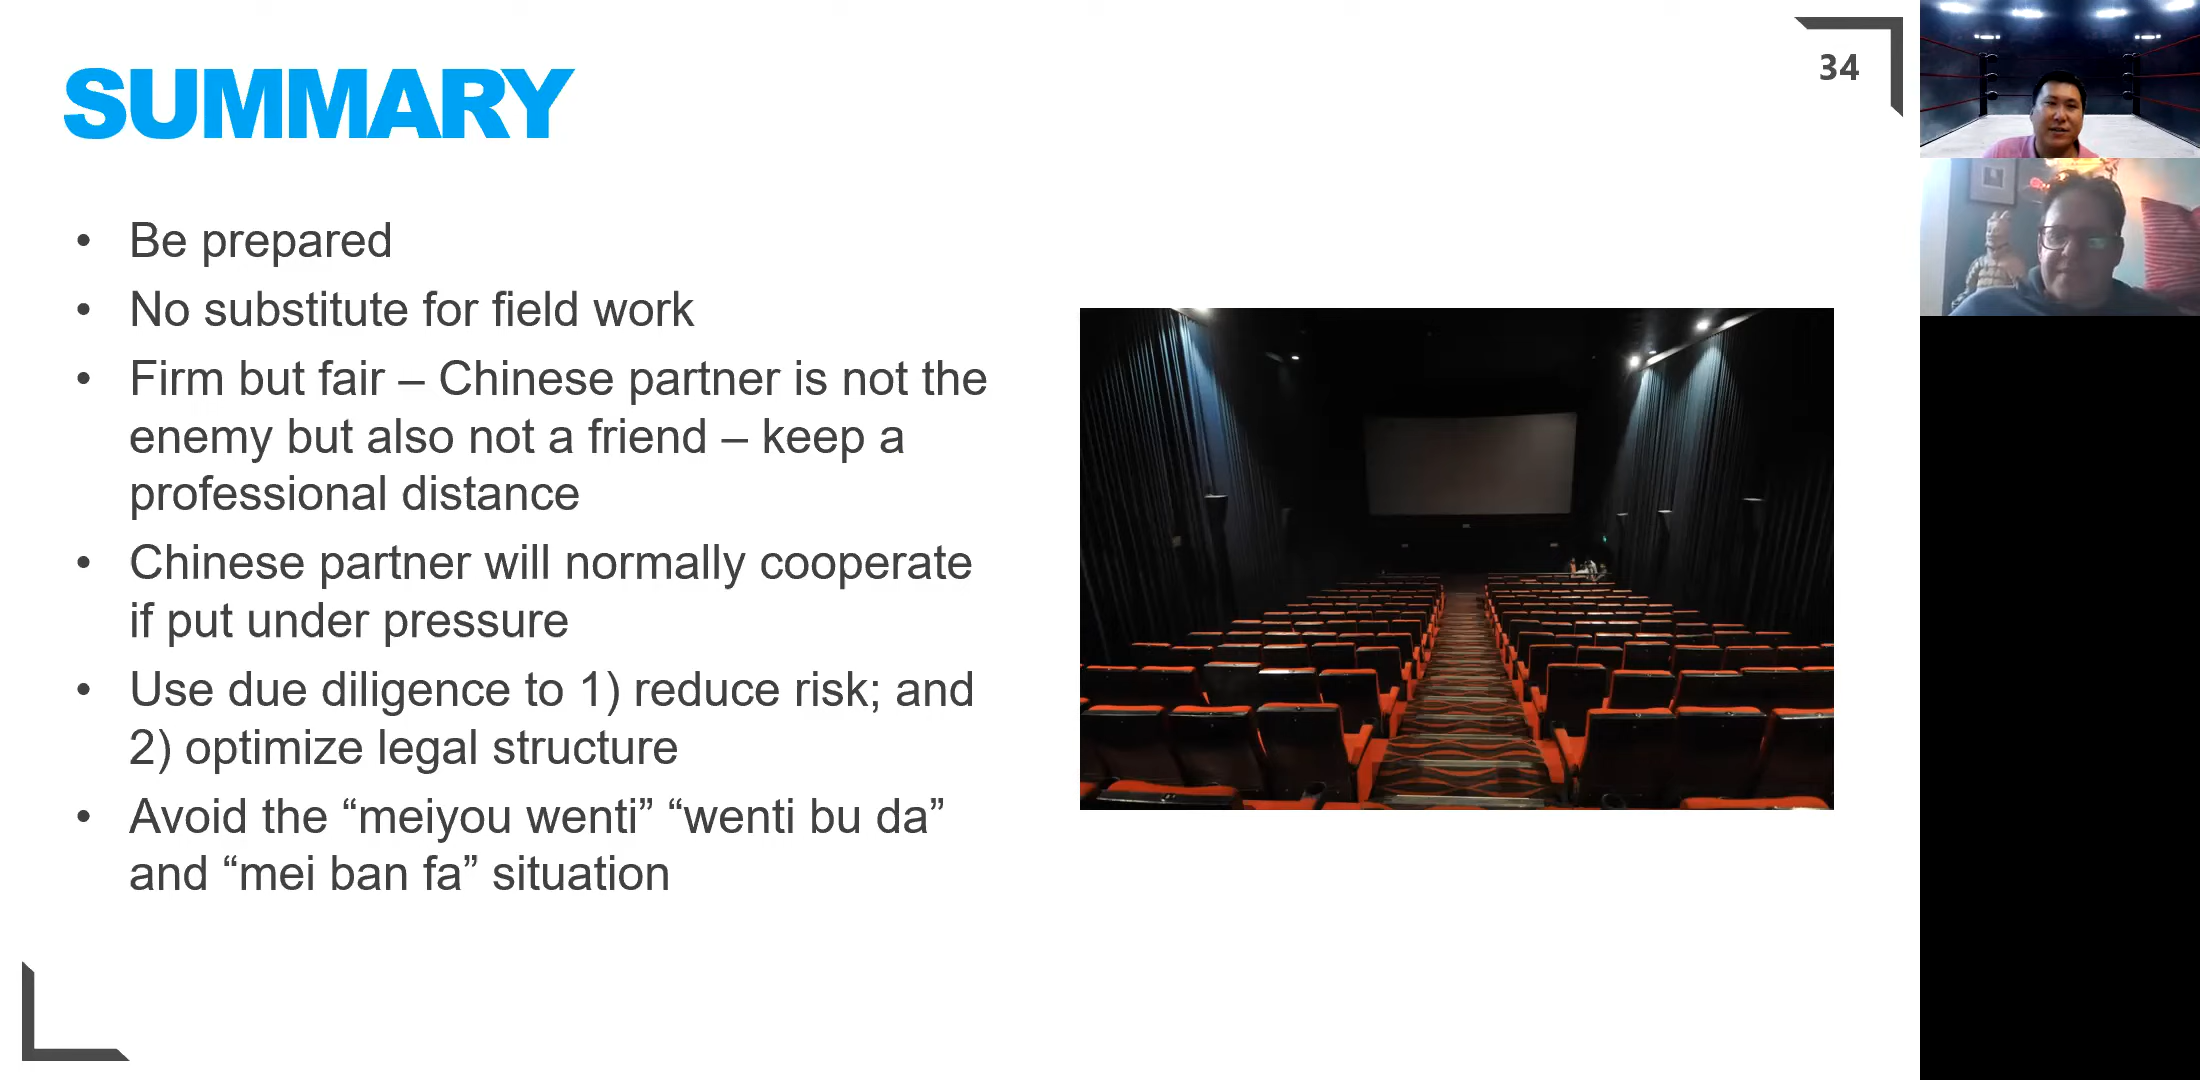 SUMMARY
34
• Be prepared
• No substitute for field work
• Firm but fair – Chinese partner is not the
enemy but also not a friend – keep a
professional distance
• Chinese partner will normally cooperate
if put under pressure
• Use due diligence to 1) reduce risk; and
2) optimize legal structure
• Avoid the “meiyou wenti” “wenti bu da”
and “mei ban fa” situation